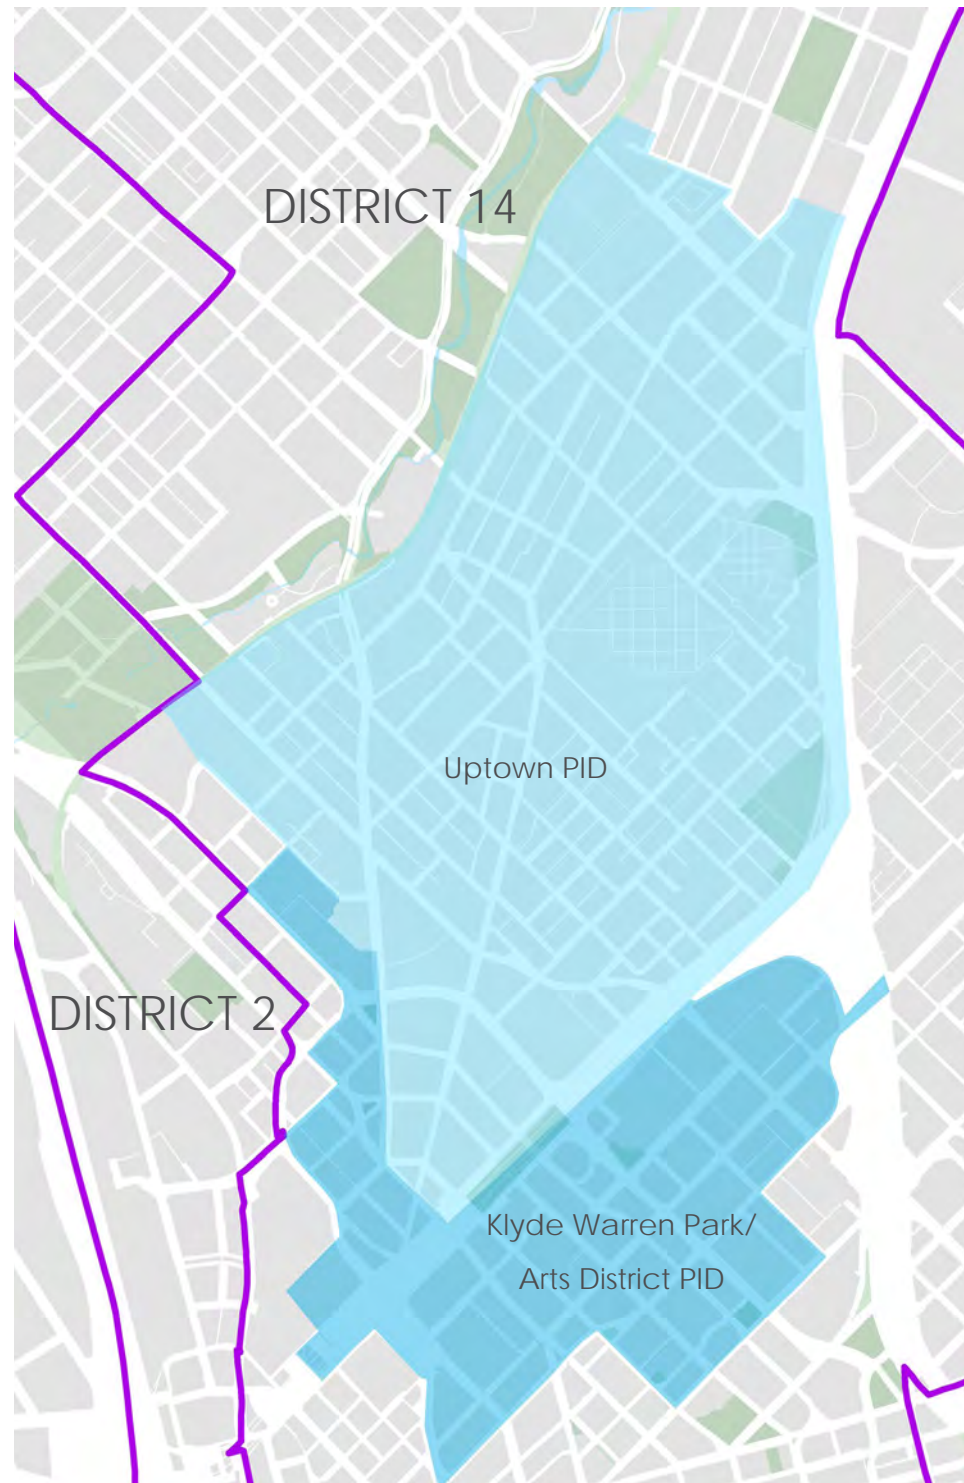 DISTRICT 14
Uptown PID
DISTRICT 2
Klyde Warren Park/
Arts District PID